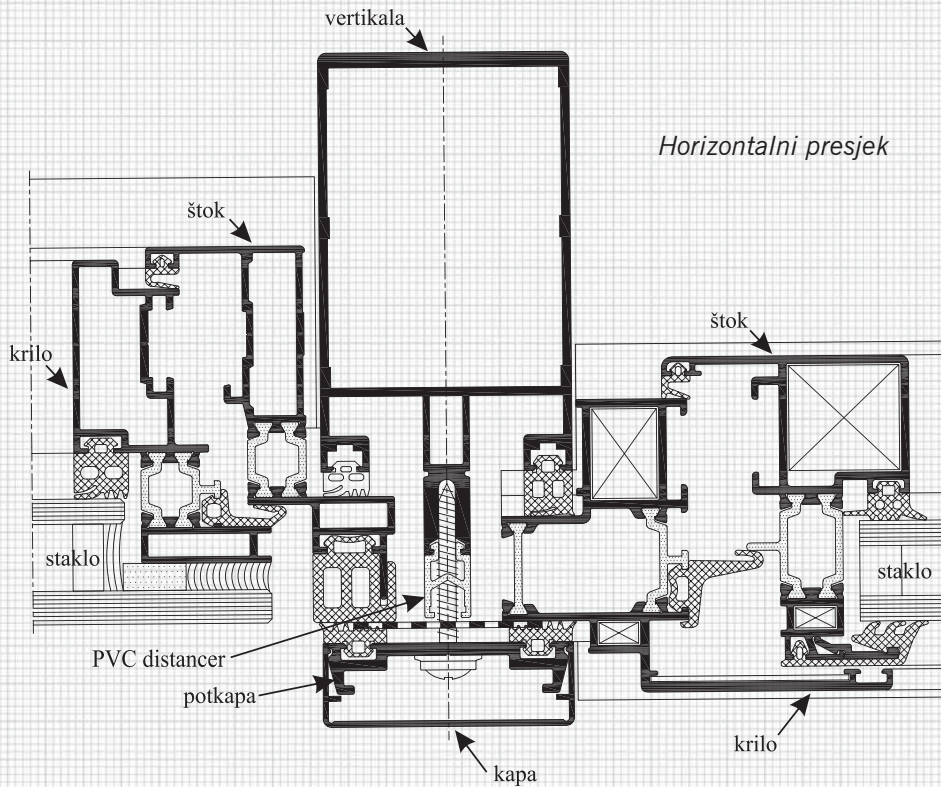 vertikala
Horizontalni presjek
štok
štok
krilo
staklo
staklo
PVC distancer
potkapa
krilo
kapa